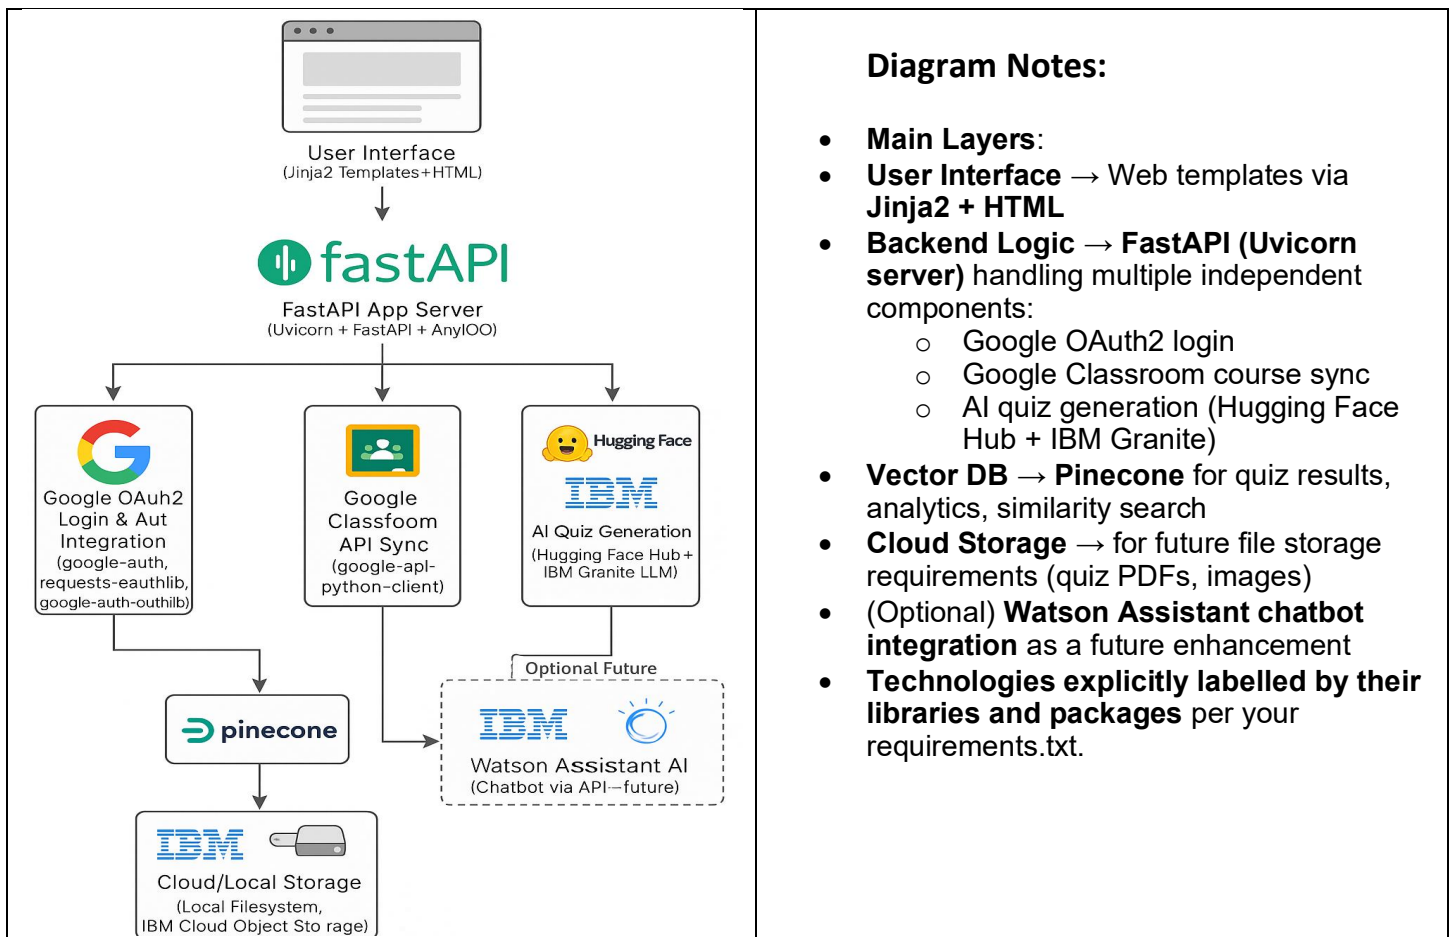 User Interface
(Jinja2 Templates+HTML)
fastAPI
FastAPI App Server
(Uvicorn + FastAPI + AnyIOO)
Google OAuh2
Login & Aut
Integration
(google-auth,
requests-eauthlib,
google-auth-outhilb)
Google
Classfoom
API Sync
(google-apl-
python-client)
Hugging Face
IBM
AI Quiz Generation
(Hugging Face Hub+
IBM Granite LLM)
Optional Future
pinecone
IBM
Watson Assistant AI
(Chatbot via API--future)
IBM
Cloud/Local Storage
(Local Filesystem,
IBM Cloud Object Sto rage)
Diagram Notes:
• Main Layers:
• User Interface → Web templates via
Jinja2 + HTML
• Backend Logic → FastAPI (Uvicorn
server) handling multiple independent
components:
o Google OAuth2 login
o Google Classroom course sync
o AI quiz generation (Hugging Face
Hub + IBM Granite)
• Vector DB → Pinecone for quiz results,
analytics, similarity search
• Cloud Storage → for future file storage
requirements (quiz PDFs, images)
• (Optional) Watson Assistant chatbot
integration as a future enhancement
• Technologies explicitly labelled by their
libraries and packages per your
requirements.txt.